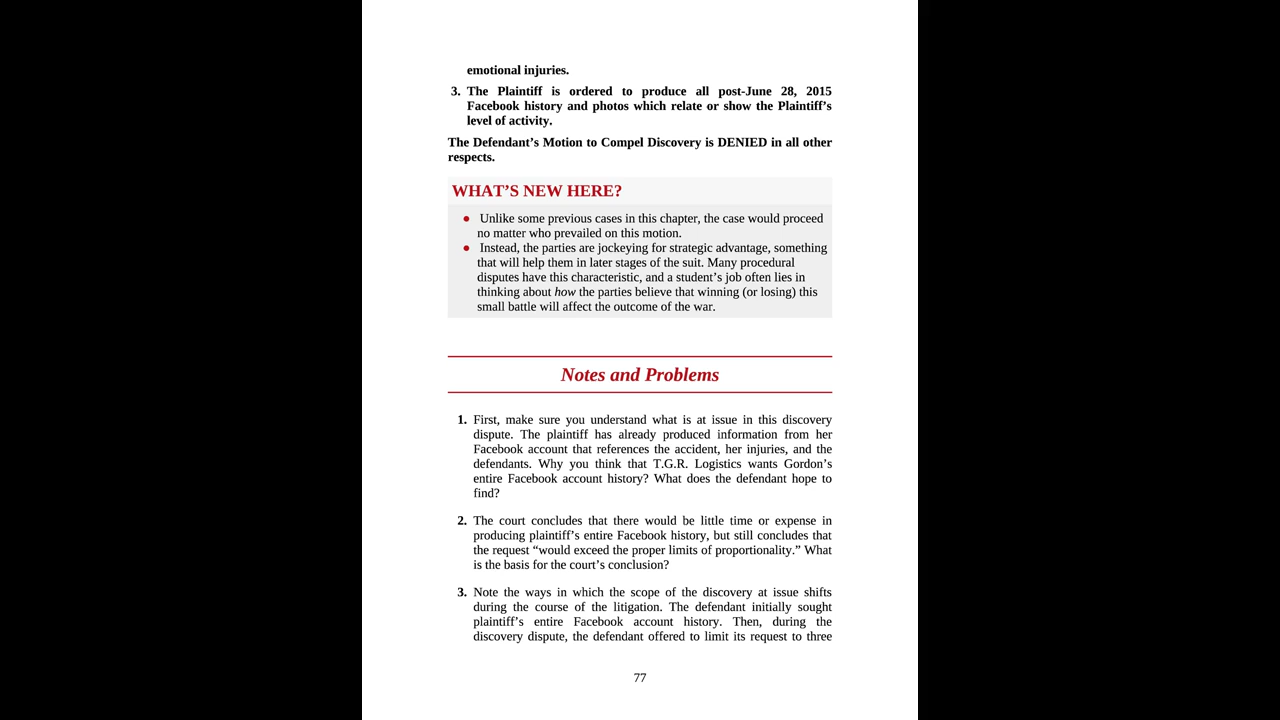 emotional injuries.
3. The Plaintiff is ordered to produce all post-June 28, 2015
Facebook history and photos which relate or show the Plaintiff’s
level of activity.
The Defendant’s Motion to Compel Discovery is DENIED in all other
respects.
WHAT’S NEW HERE?
● Unlike some previous cases in this chapter, the case would proceed
no matter who prevailed on this motion.
● Instead, the parties are jockeying for strategic advantage, something
that will help them in later stages of the suit. Many procedural
disputes have this characteristic, and a student’s job often lies in
thinking about how the parties believe that winning (or losing) this
small battle will affect the outcome of the war.
Notes and Problems
1. First, make sure you understand what is at issue in this discovery
dispute. The plaintiff has already produced information from her
Facebook account that references the accident, her injuries, and the
defendants. Why you think that T.G.R. Logistics wants Gordon’s
entire Facebook account history? What does the defendant hope to
find?
2. The court concludes that there would be little time or expense in
producing plaintiff’s entire Facebook history, but still concludes that
the request “would exceed the proper limits of proportionality.” What
is the basis for the court’s conclusion?
3. Note the ways in which the scope of the discovery at issue shifts
during the course of the litigation. The defendant initially sought
plaintiff’s entire Facebook account history. Then, during the
discovery dispute, the defendant offered to limit its request to three
77